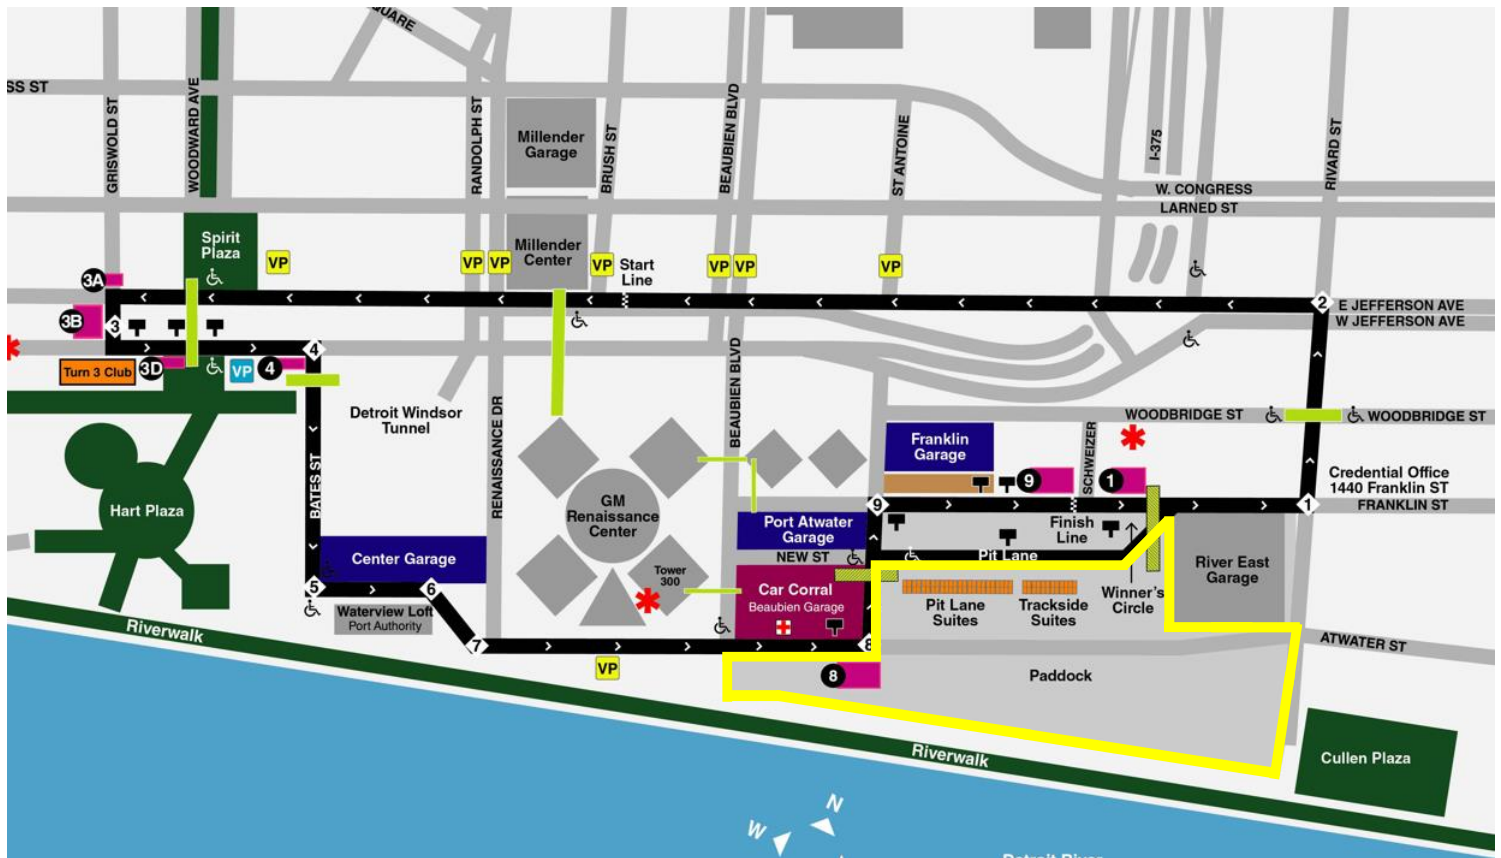 QUARE
SS ST
GRISWOLD ST
WOODWARD AVE
RANDOLPH ST
Millender
Garage
BRUSH ST
BEAUBIEN BLVD
ST ANTOINE
I-375
RIVARD ST
W. CONGRESS
LARNED ST
Spirit
Plaza
VP
VP
VP
Millender
Center
VP
Start
Line
VP
VP
VP
3A
3B
3
2
E JEFFERSON AVE
W JEFFERSON AVE
4
Turn 3 Club
3D
VP
4
Detroit Windsor
Tunnel
RENAISSANCE DR
BEAUBIEN BLVD
WOODBRIDGE ST
WOODBRIDGE ST
Franklin
Garage
SCHWEIZER
9
1
Credential Office
1440 Franklin ST
FRANKLIN ST
BATES ST
Hart Plaza
GM
Renaissance
Center
9
1
Port Atwater
Garage
NEW ST
Finish
Line
Pit Lane
River East
Garage
Center Garage
Tower
300
Car Corral
Beaubien Garage
Pit Lane
Suites
Trackside
Suites
Winner's
Circle
5
6
Waterview Loft
Port Authority
Riverwalk
7
8
ATWATER ST
VP
8
Paddock
Riverwalk
Cullen Plaza
N
W
Detroit River